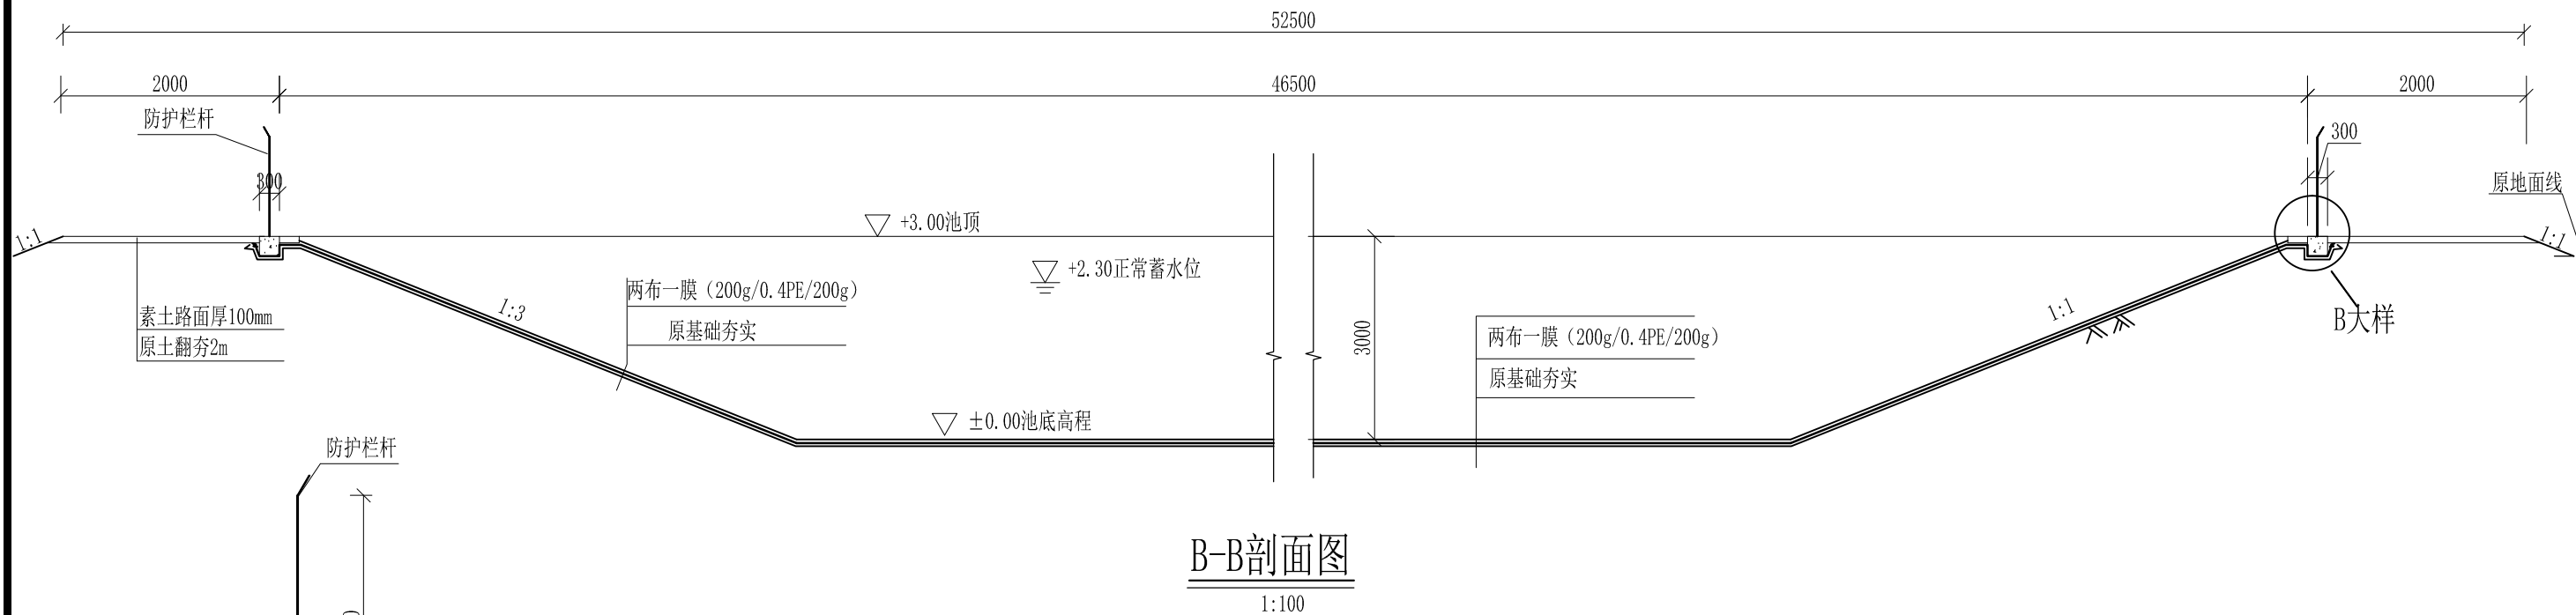 52500
2000
46500
2000
防护栏杆
300
300
原地面线
1:1
+3.00池顶
1:1
+2.30正常蓄水位
两布一膜（200g/0.4PE/200g）
原基础夯实
1:3
素土路面厚100mm
原土翻夯2m
3000
两布一膜（200g/0.4PE/200g）
原基础夯实
1:1
B大样
±0.00池底高程
防护栏杆
B-B剖面图
1:100